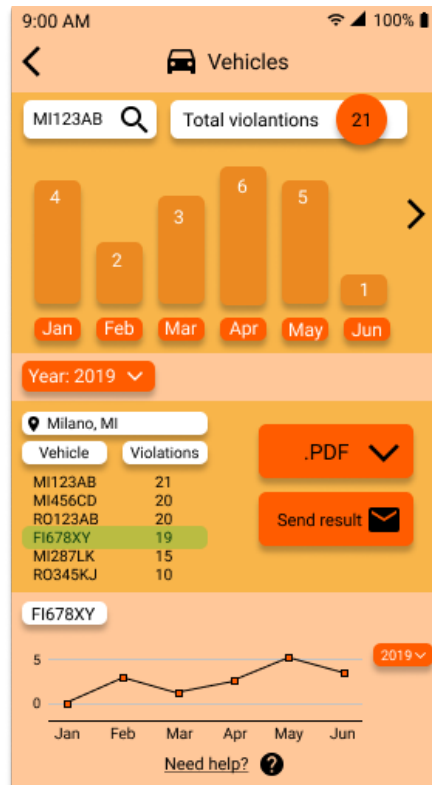 9:00 AM 100%
Vehicles
MI123AB Total violantions 21
4 2 3 6 5 1
Jan Feb Mar Apr May Jun
Year: 2019
Milano, MI
Vehicle Violations
MI123AB 21
MI456CD 20
RO123AB 20
FI678XY 19
MI287LK 15
RO345KJ 10
.PDF
Send result
FI678XY
2019
5
0
Jan Feb Mar Apr May Jun
Need help? ?